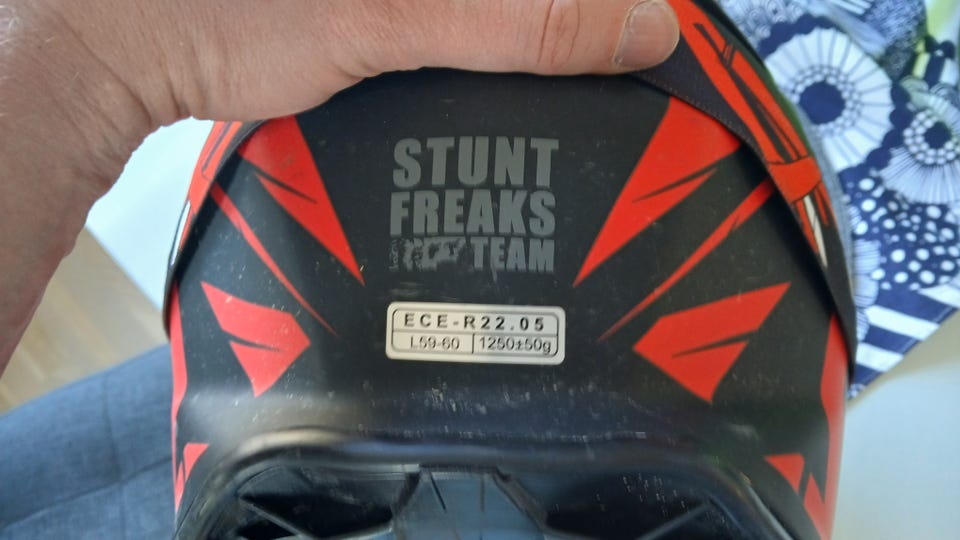 STUNT
FREAKS
TEAM
ECE-R22.05
L59-60 1250±50g